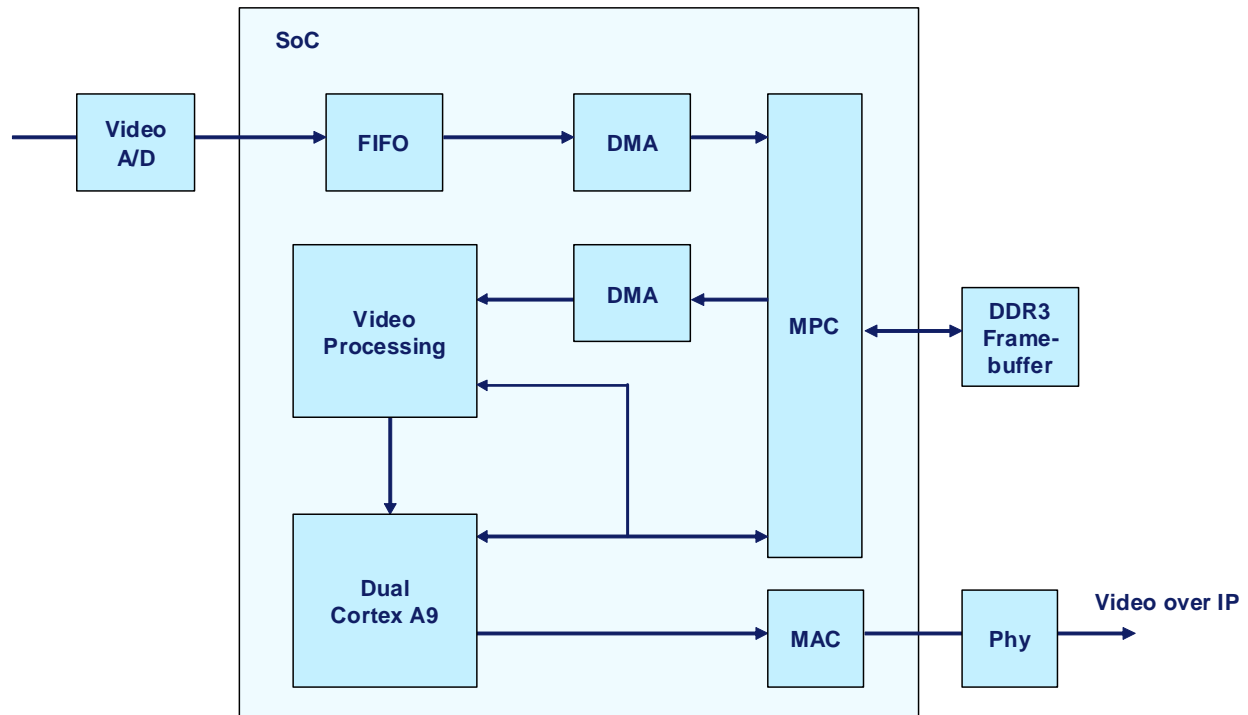 SoC
Video
A/D
FIFO
DMA
MPC
Video
Processing
DMA
DDR3
Frame-
buffer
Dual
Cortex A9
MAC
Phy
Video over IP